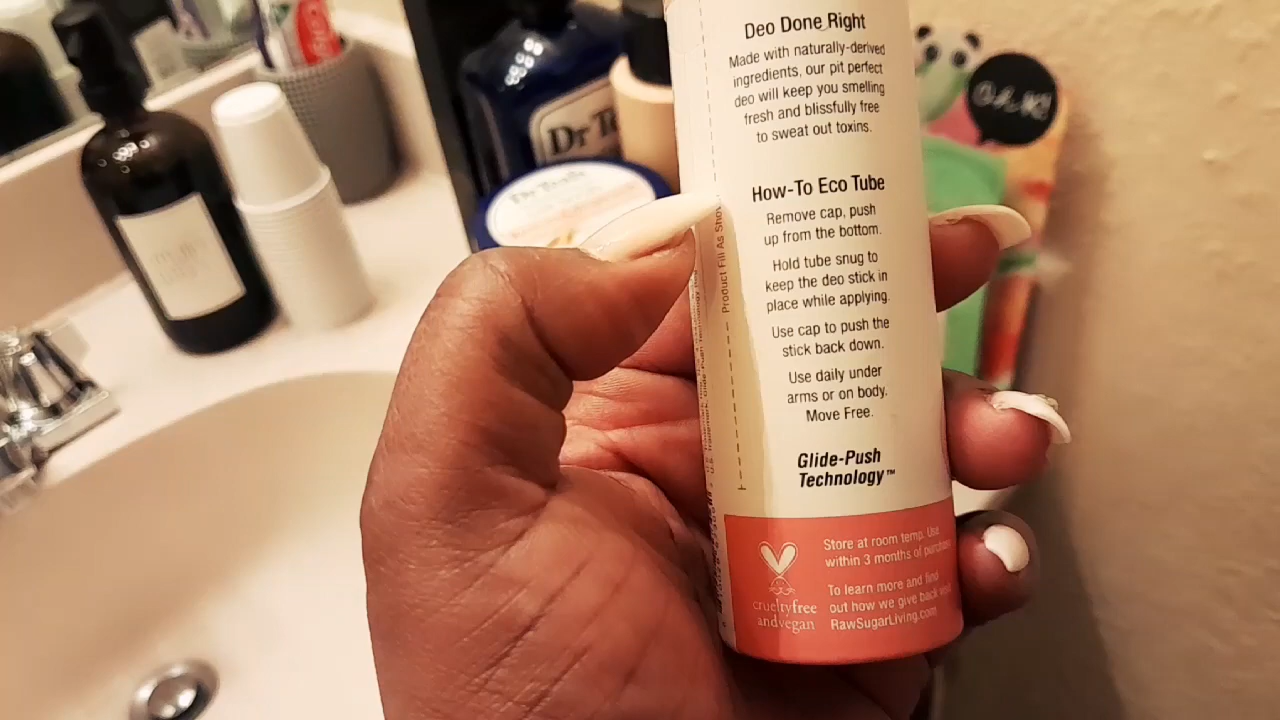 Deo Done Right
Made with naturally-derived
ingredients, our pit perfect
deo will keep you smelling
fresh and blissfully free
to sweat out toxins.
How-To Eco Tube
Remove cap, push
up from the bottom.
Hold tube snug to
keep the deo stick in
place while applying.
Use cap to push the
stick back down.
Use daily under
arms or on body.
Move Free.
Glide-Push
Technology™
Store at room temp. Use
within 3 months of purchase
To learn more and find
out how we give back
RawSugarLiving.com
crueltyfree
andvegan
Product Fill As Show
Dr Te
Oh K!